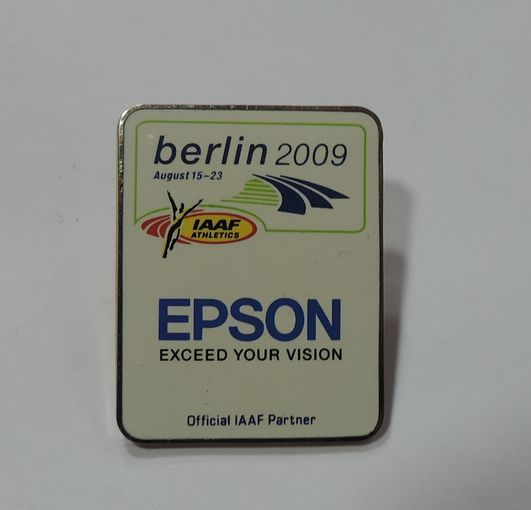 berlin 2009
August 15-23
IAAF
ATHLETICS
EPSON
EXCEED YOUR VISION
Official IAAF Partner